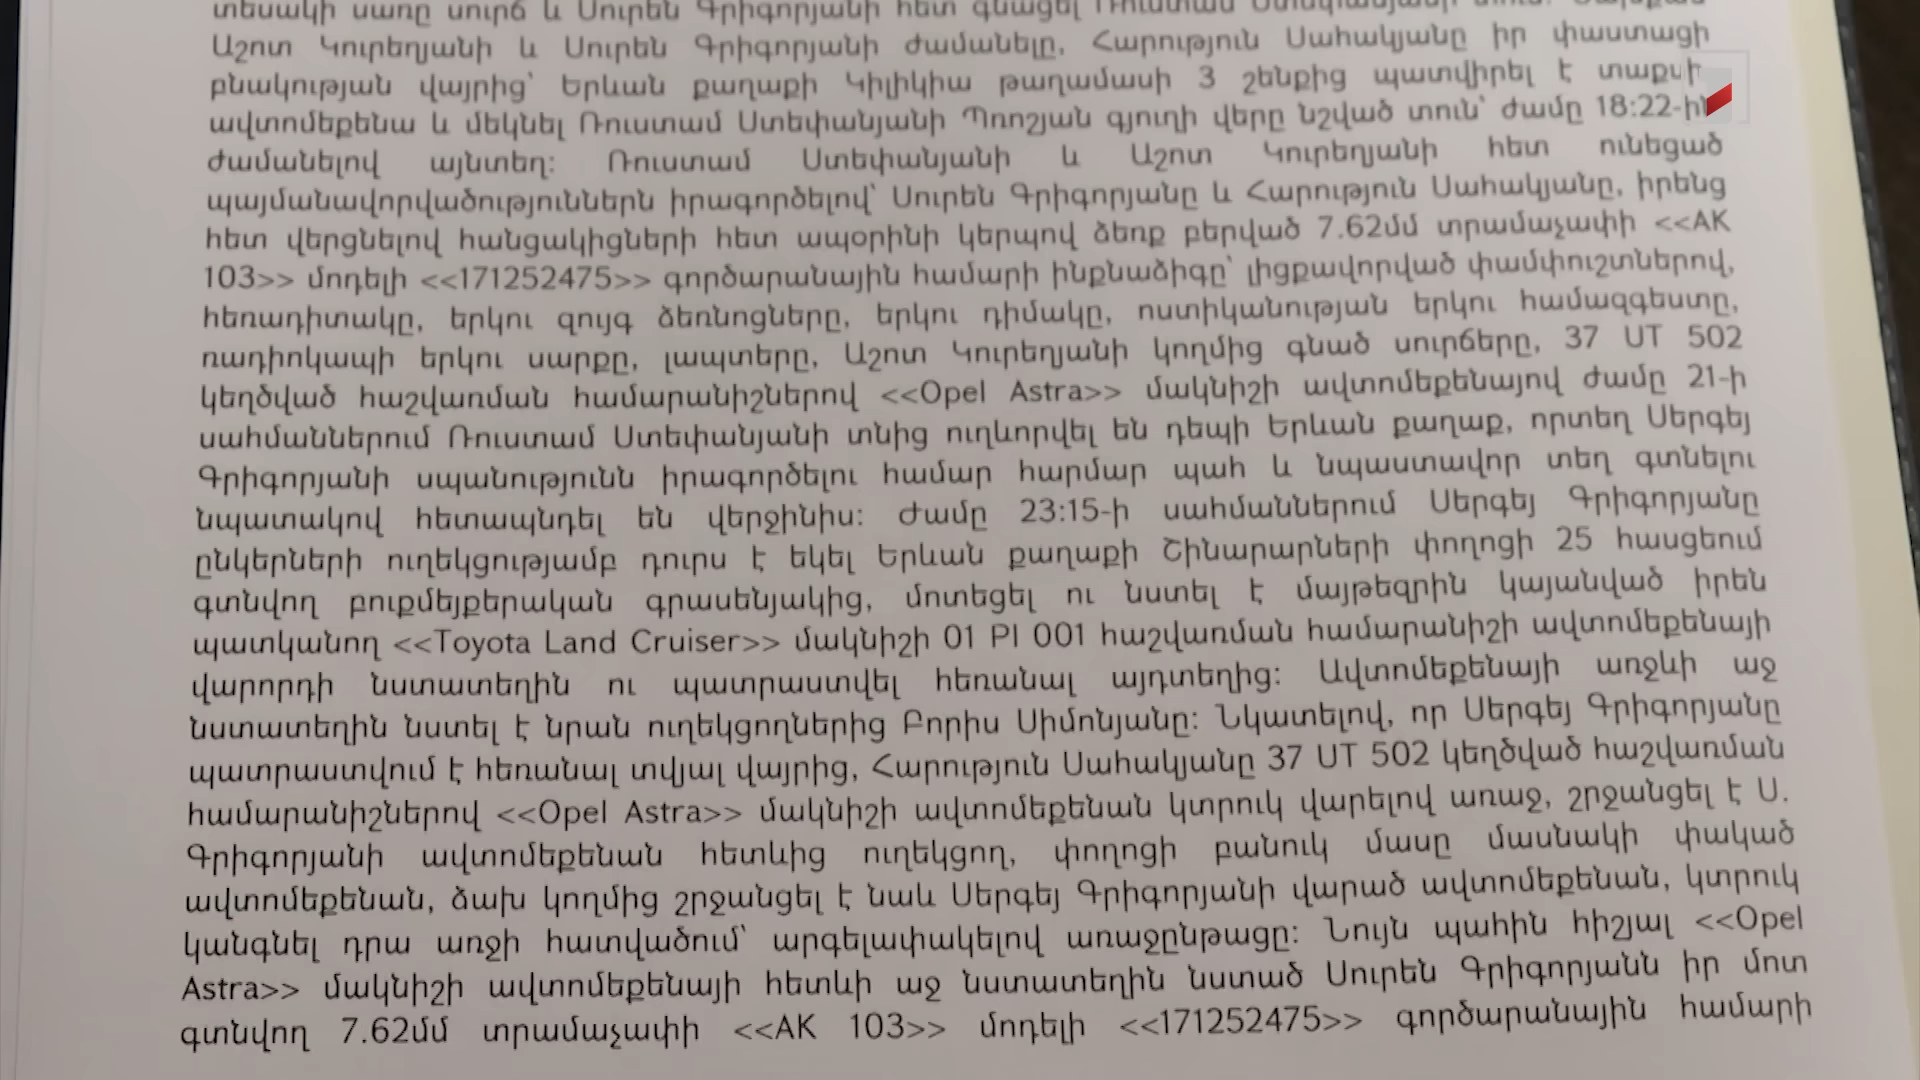 տեսակի սառը սուրճ և Սուրեն Գրիգորյանի հետ գնացել Ռուստամ Ստեփանյանի
Աշոտ Կուրեղյանի և Սուրեն Գրիգորյանի ժամանելը, Հարություն Սահակյանը իր փաստացի
բնակության վայրից՝ Երևան քաղաքի Կիլիկիա թաղամասի 3 շենքից պատվիրել է տաքսի
ավտոմեքենա և մեկնել Ռուստամ Ստեփանյանի Պռոշյան գյուղի վերը նշված տուն՝ ժամը 18:22-ին
ժամանելով այնտեղ: Ռուստամ Ստեփանյանի և Աշոտ Կուրեղյանի հետ ունեցած
պայմանավորվածություններն իրագործելով՝ Սուրեն Գրիգորյանը և Հարություն Սահակյանը, իրենց
հետ վերցնելով հանցակիցների հետ ապօրինի կերպով ձեռք բերված 7.62մմ տրամաչափի <<AK
103>> մոդելի <<171252475>> գործարանային համարի ինքնաձիգը՝ լիցքավորված փամփուշտներով,
հեռադիտակը, երկու զույգ ձեռնոցները, երկու դիմակը, ոստիկանության երկու համազգեստը,
ռադիոկապի երկու սարքը, լապտերը, Աշոտ Կուրեղյանի կողմից գնած սուրճերը, 37 UT 502
կեղծված հաշվառման համարանիշներով <<Opel Astra>> մակնիշի ավտոմեքենայով ժամը 21-ի
սահմաններում Ռուստամ Ստեփանյանի տնից ուղևորվել են դեպի Երևան քաղաք, որտեղ Սերգեյ
Գրիգորյանի սպանությունն իրագործելու համար հարմար պահ և նպաստավոր տեղ գտնելու
նպատակով հետապնդել են վերջինիս: Ժամը 23:15-ի սահմաններում Սերգեյ Գրիգորյանը
ընկերների ուղեկցությամբ դուրս է եկել Երևան քաղաքի Շինարարների փողոցի 25 հասցեում
գտնվող բուքմեյքերական գրասենյակից, մոտեցել ու նստել է մայթեզրին կայանված իրեն
պատկանող <<Toyota Land Cruiser>> մակնիշի 01 PI 001 հաշվառման համարանիշի ավտոմեքենայի
վարորդի նստատեղին ու պատրաստվել հեռանալ այդտեղից: Ավտոմեքենայի առջևի աջ
նստատեղին նստել է նրան ուղեկցողներից Բորիս Սիմոնյանը: Նկատելով, որ Սերգեյ Գրիգորյանը
պատրաստվում է հեռանալ տվյալ վայրից, Հարություն Սահակյանը 37 UT 502 կեղծված հաշվառման
համարանիշներով <<Opel Astra>> մակնիշի ավտոմեքենան կտրուկ վարելով առաջ, շրջանցել է Ս.
Գրիգորյանի ավտոմեքենան հետևից ուղեկցող, փողոցի բանուկ մասը մասնակի փակած
ավտոմեքենան, ձախ կողմից շրջանցել է նաև Սերգեյ Գրիգորյանի վարած ավտոմեքենան, կտրուկ
կանգնել դրա առջի հատվածում՝ արգելափակելով առաջընթացը: Նույն պահին հիշյալ <<Opel
Astra>> մակնիշի ավտոմեքենայի հետևի աջ նստատեղին նստած Սուրեն Գրիգորյանն իր մոտ
գտնվող 7.62մմ տրամաչափի <<AK 103>> մոդելի <<171252475>> գործարանային համարի